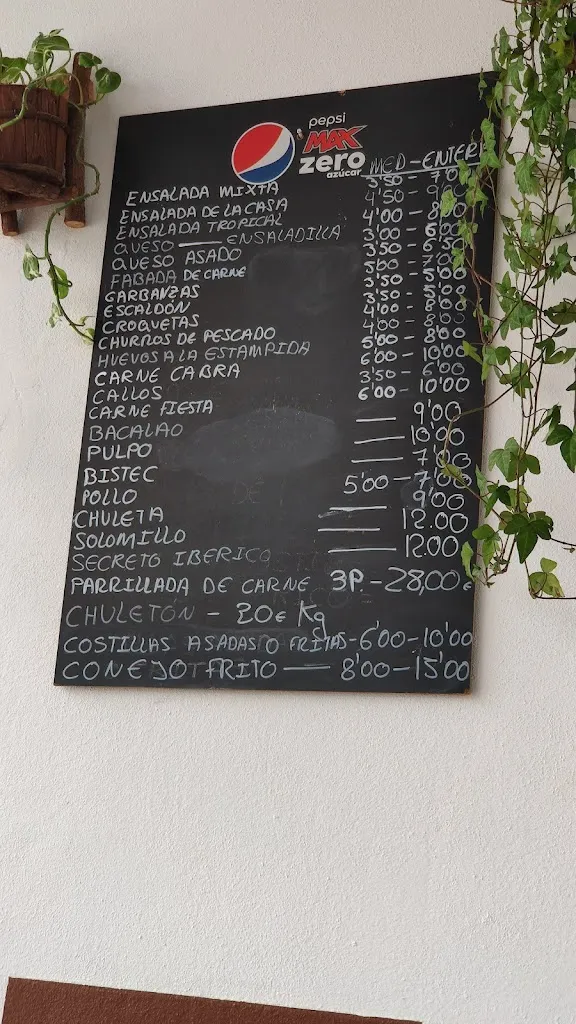 pepsi
MAX
zero
azúcar
MED - ENTER
ENSALADA MIXTA 3'50 - 7'00
ENSALADA DE LA CASA 4'50 - 9'00
ENSALADA TROPICAL 4'00 - 8'00
QUESO — ENSALADILLA 3'00 - 6'00
QUESO ASADO 3'50 - 6'50
FABADA DE CARNE 5'00 - 7'00
GARBANZAS 3'50 - 5'00
ESCALDÓN 3'50 - 5'00
CROQUETAS 4'00 - 6'00
CHURROS DE PESCADO 4'00 - 8'00
HUEVOS A LA ESTAMPIDA 5'00 - 8'00
CARNE CABRA 6'00 - 10'00
CALLOS 3'50 - 6'00
CARNE FIESTA 6'00 - 10'00
BACALAO — 9'00
PULPO — 10'00
BISTEC — 7'00
POLLO 5'00 - 7'00
CHULETA — 9'00
SOLOMILLO — 12.00
SECRETO IBERICO — 12.00
PARRILLADA DE CARNE 3P. - 28,00€
CHULETÓN - 20€ Kg
COSTILLAS ASADAS O FRITAS - 6'00 - 10'00
CONEJO FRITO — 8'00 - 15'00